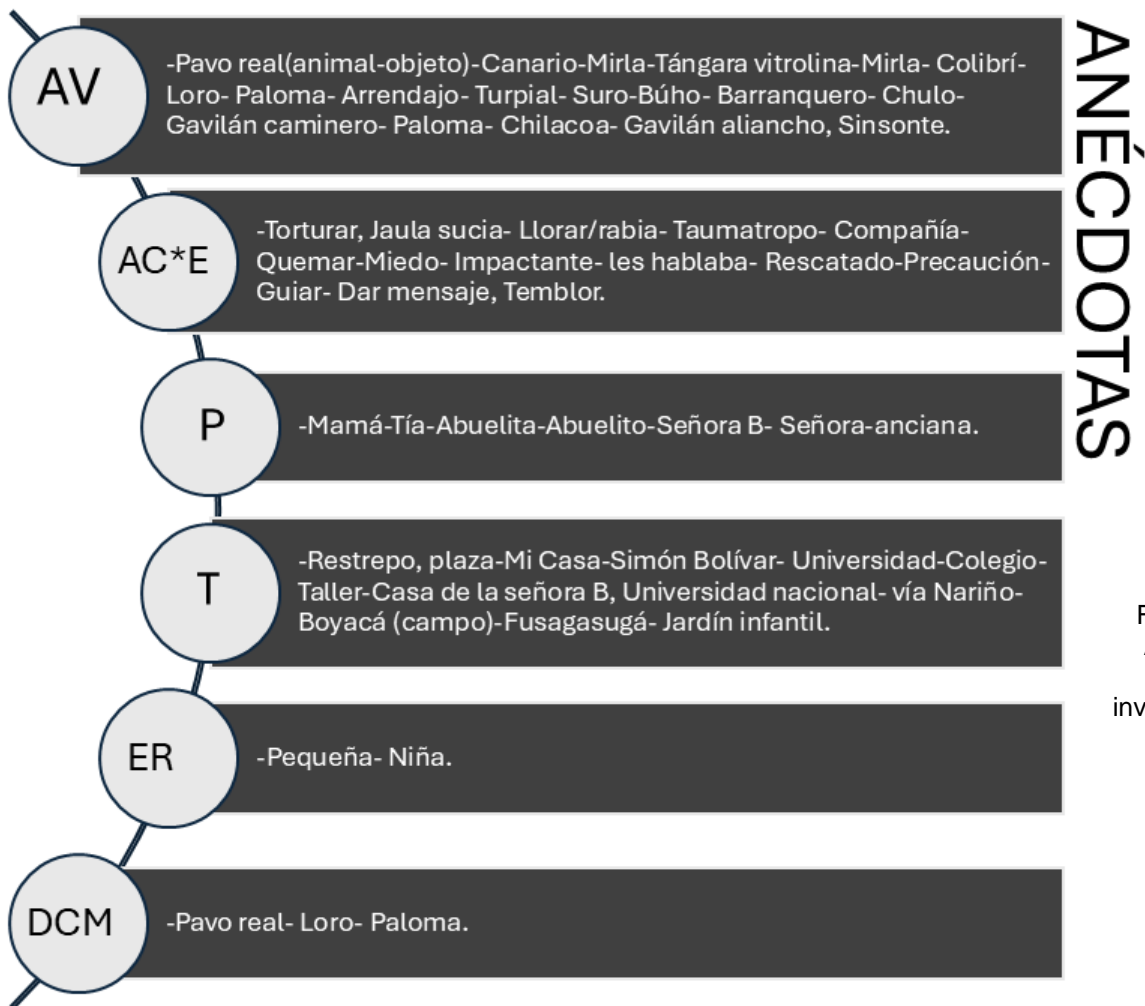 AV
-Pavo real(animal-objeto)-Canario-Mirla-Tángara vitrolina-Mirla- Colibrí-
Loro- Paloma- Arrendajo- Turpial- Suro-Búho- Barranquero- Chulo-
Gavilán caminero- Paloma- Chilacoa- Gavilán aliancho, Sinsonte.
AC*E
-Torturar, Jaula sucia- Llorar/rabia- Taumatropo- Compañía-
Quemar-Miedo- Impactante- les hablaba- Rescatado-Precaución-
Guiar- Dar mensaje, Temblor.
P
-Mamá-Tía-Abuelita-Abuelito-Señora B- Señora-anciana.
T
-Restrepo, plaza-Mi Casa-Simón Bolívar- Universidad-Colegio-
Taller-Casa de la señora B, Universidad nacional- vía Nariño-
Boyacá (campo)-Fusagasugá- Jardín infantil.
ER
-Pequeña- Niña.
DCM
-Pavo real- Loro- Paloma.
ANÉCDOTAS
inv